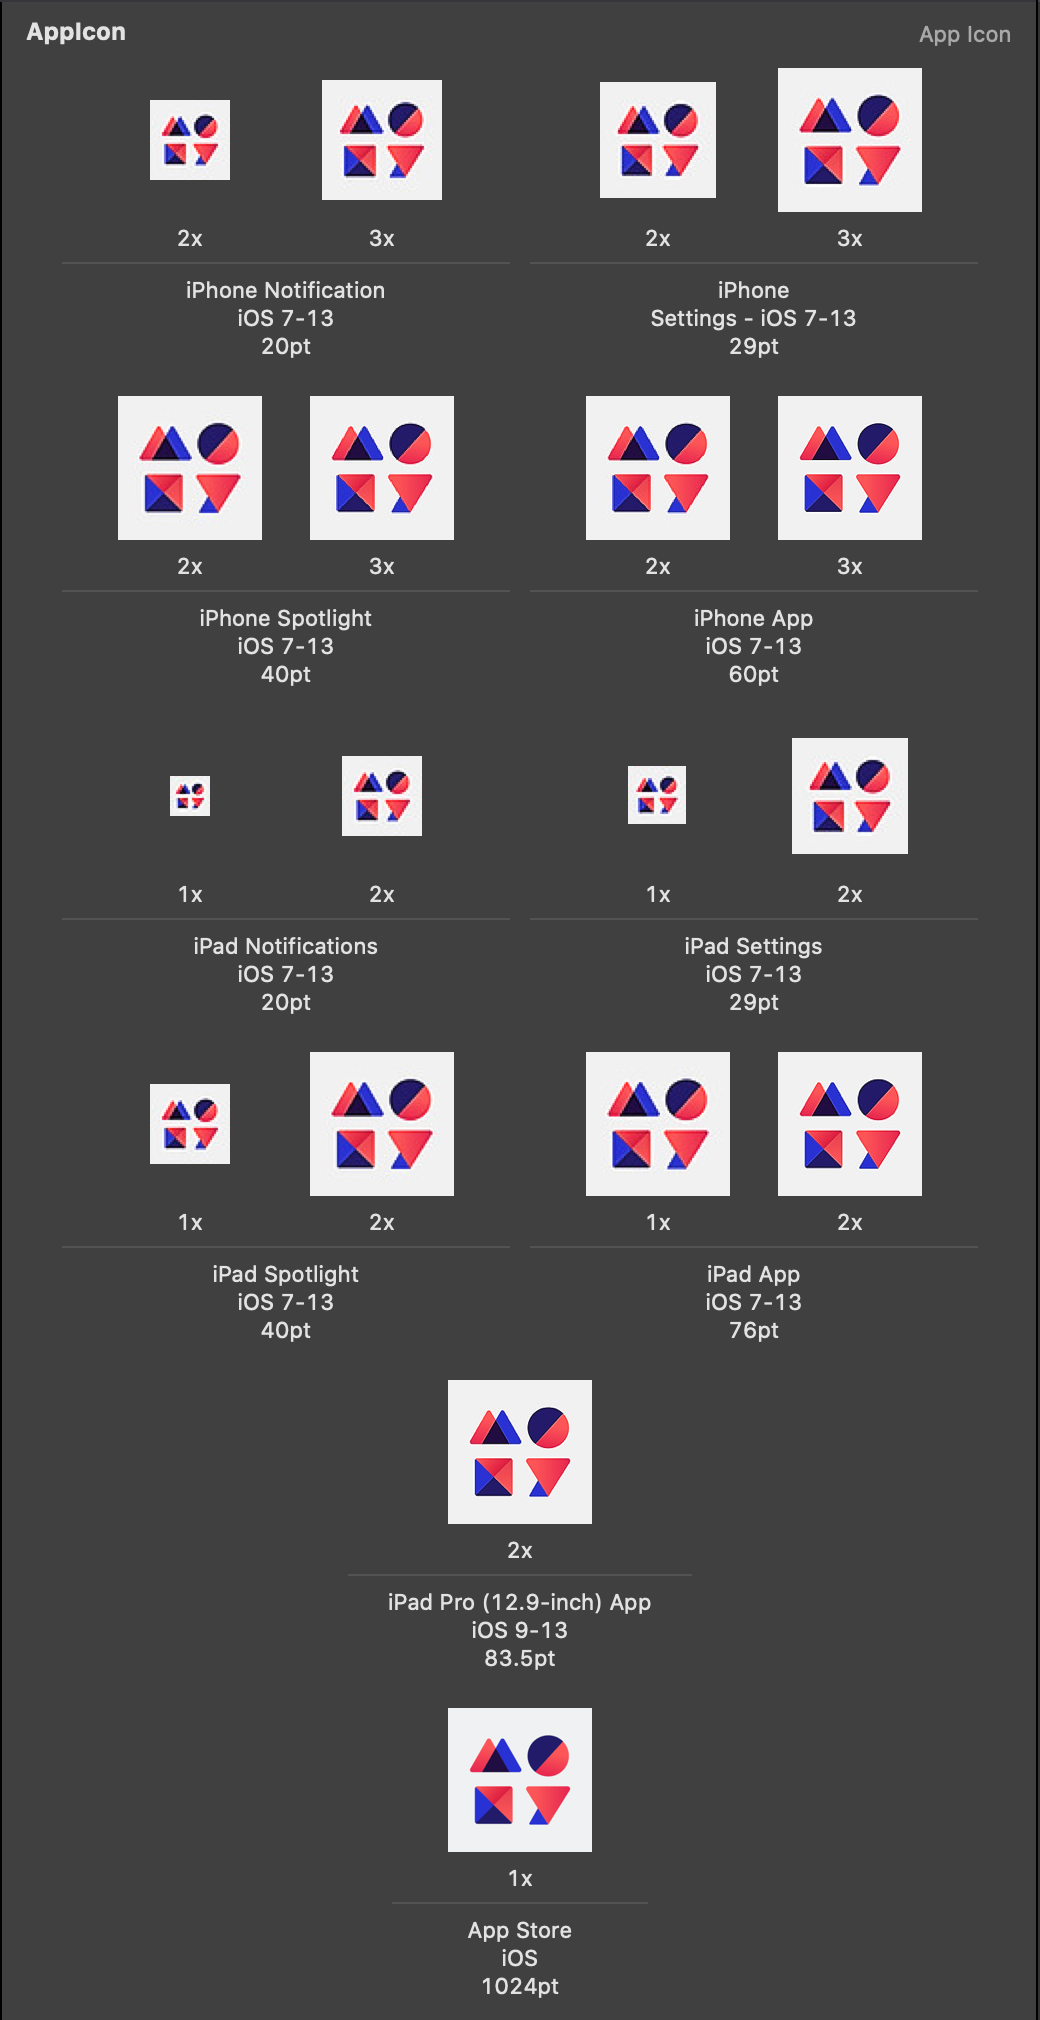 AppIcon
App Icon
2x
3x
2x
3x
iPhone Notification
iOS 7-13
20pt
iPhone
Settings - iOS 7-13
29pt
2x
3x
2x
3x
iPhone Spotlight
iOS 7-13
40pt
iPhone App
iOS 7-13
60pt
1x
2x
1x
2x
iPad Notifications
iOS 7-13
20pt
iPad Settings
iOS 7-13
29pt
1x
2x
1x
2x
iPad Spotlight
iOS 7-13
40pt
iPad App
iOS 7-13
76pt
2x
iPad Pro (12.9-inch) App
iOS 9-13
83.5pt
1x
App Store
iOS
1024pt